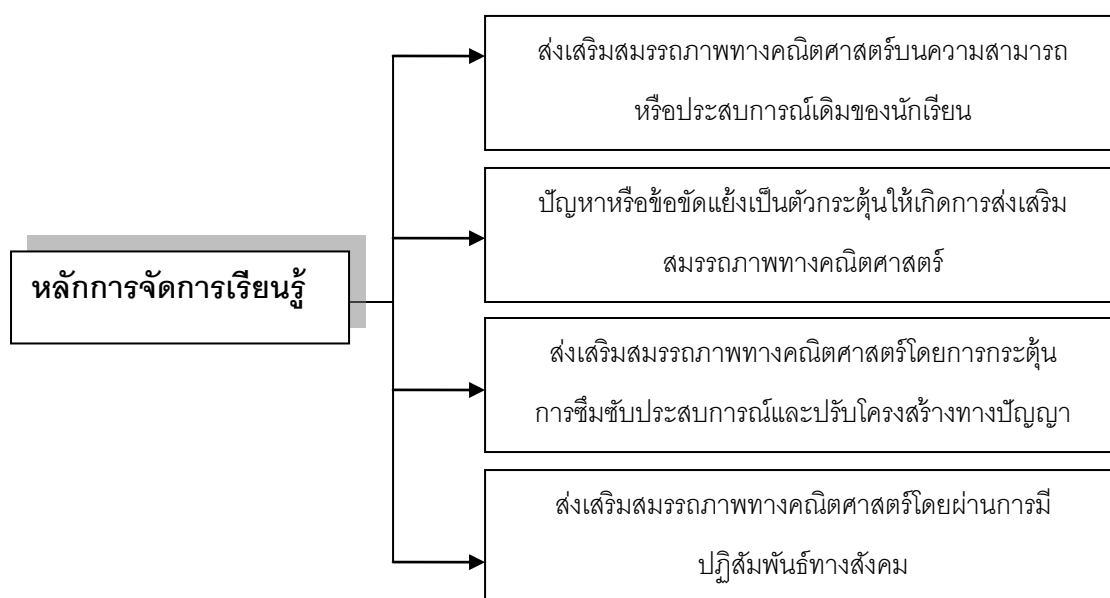 ส่งเสริมสมรรถภาพทางคณิตศาสตร์บนความสามารถ
หรือประสบการณ์เดิมของนักเรียน
ปัญหาหรือข้อขัดแย้งเป็นตัวกระตุ้นให้เกิดการส่งเสริม
สมรรถภาพทางคณิตศาสตร์
หลักการจัดการเรียนรู้
ส่งเสริมสมรรถภาพทางคณิตศาสตร์โดยการกระตุ้น
การซึมซับประสบการณ์และปรับโครงสร้างทางปัญญา
ส่งเสริมสมรรถภาพทางคณิตศาสตร์โดยผ่านการมี
ปฏิสัมพันธ์ทางสังคม